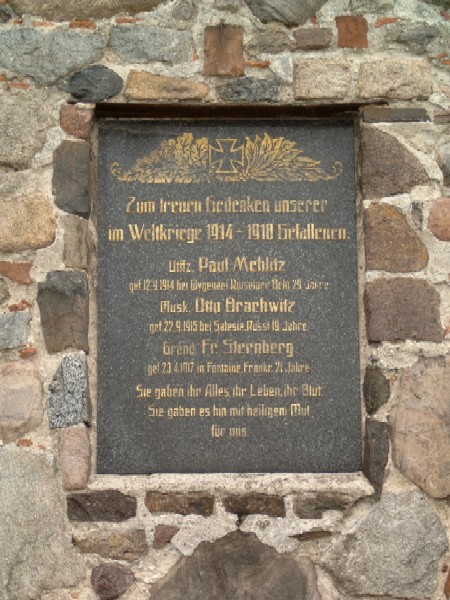 Zum treuen Gedenken unserer
im Weltkriege 1914 - 1918 Gefallenen.
Utffz. Paul Mehlitz
gef. 12.9.1914 bei 29 Jahre
Musk. Otto Brachwitz
gef. 22.9.1915 bei Russl. 19 Jahre.
Grend. Fr. Sternberg
gef. 23.4.1917 in Fontaine, Frankr. 21 Jahre.
Sie gaben ihr Alles, ihr Leben, ihr Blut.
Sie gaben es hin mit heiligem Mut
für uns.